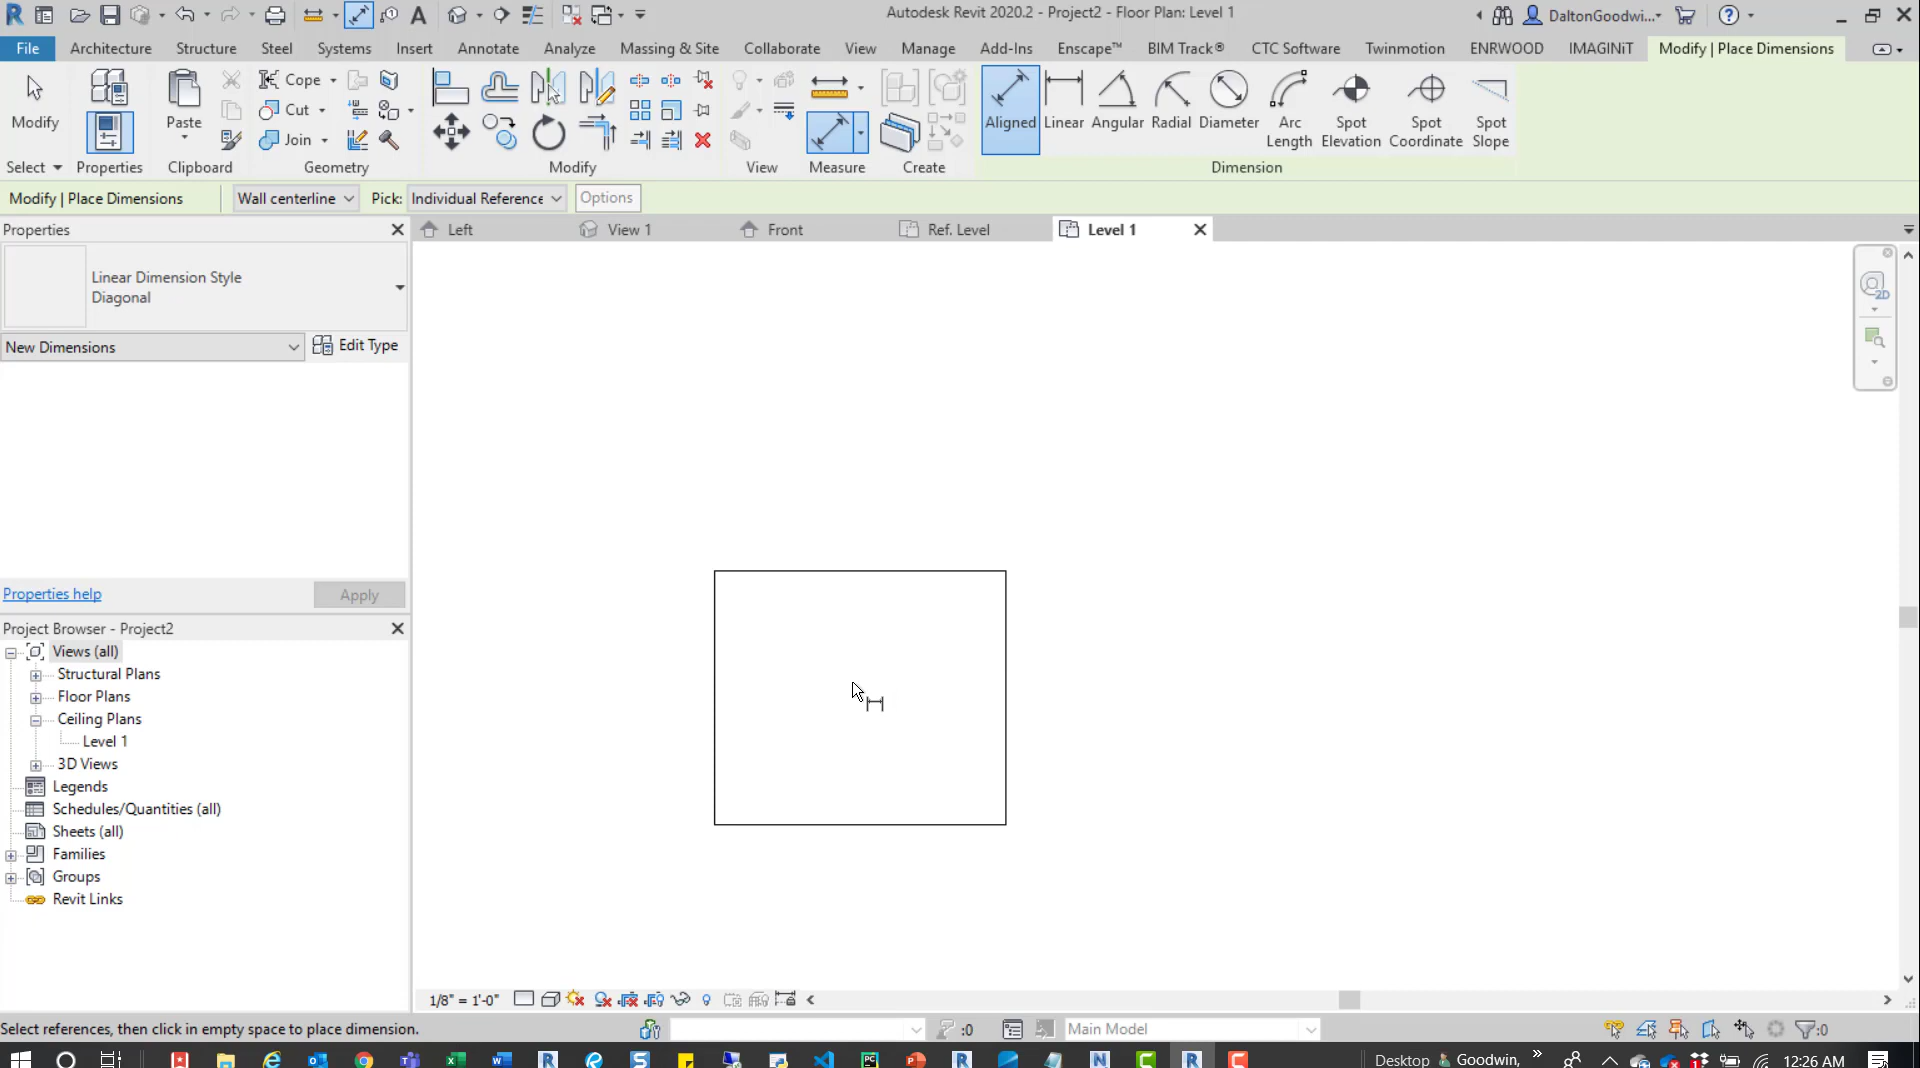 Autodesk Revit 2020.2 - Project2 - Floor Plan: Level 1
DaltonGoodwi...
File Architecture Structure Steel Systems Insert Annotate Analyze Massing & Site Collaborate View Manage Add-Ins Enscape™ BIM Track® CTC Software Twinmotion ENRWOOD IMAGINiT Modify | Place Dimensions
Modify
Paste
Cope
Cut
Join
Aligned Linear Angular Radial Diameter Arc Length Spot Elevation Spot Coordinate Spot Slope
Select Properties Clipboard Geometry Modify View Measure Create Dimension
Modify | Place Dimensions Wall centerline Pick: Individual Reference Options
Properties
Left View 1 Front Ref. Level Level 1
2D
Linear Dimension Style
Diagonal
New Dimensions Edit Type
Properties help Apply
Project Browser - Project2
Views (all)
Structural Plans
Floor Plans
Ceiling Plans
Level 1
3D Views
Legends
Schedules/Quantities (all)
Sheets (all)
Families
Groups
Revit Links
1/8" = 1'-0"
Select references, then click in empty space to place dimension. :0 Main Model :0
Desktop Goodwin, 12:26 AM